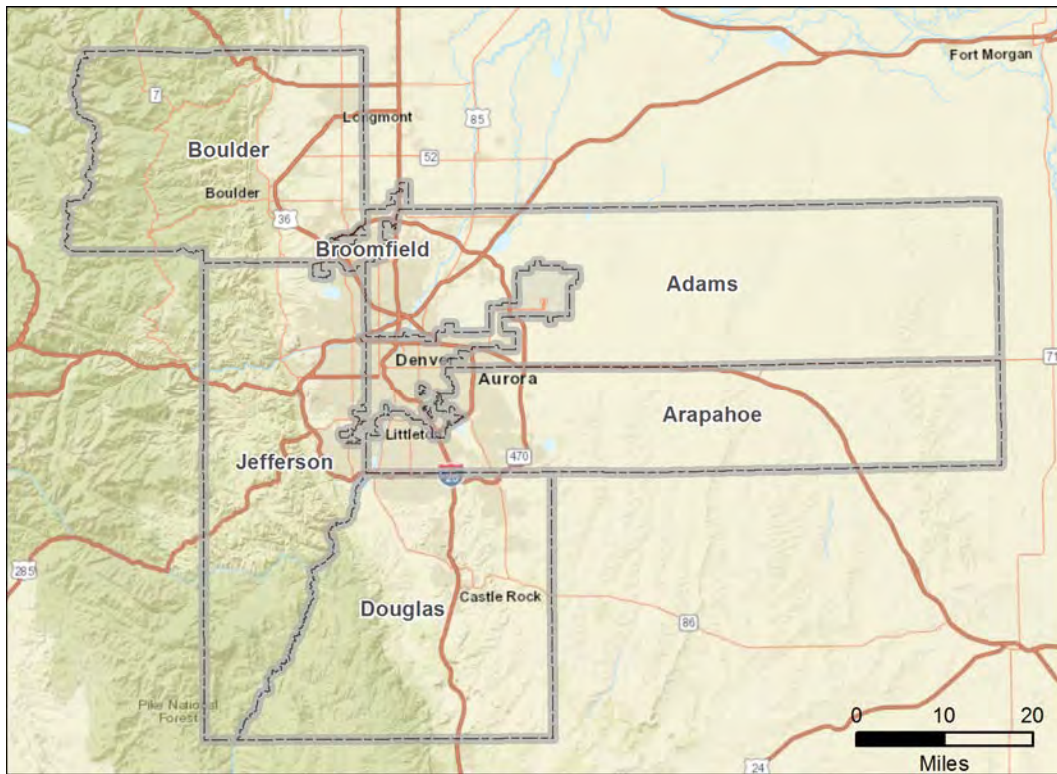 Fort Morgan
7
Longmont
85
Boulder
52
Boulder
36
Broomfield
Adams
Denver
71
Aurora
Arapahoe
Littleton
Jefferson
470
285
Castle Rock
Douglas
86
Pike National
Forest
0 10 20
Miles
24